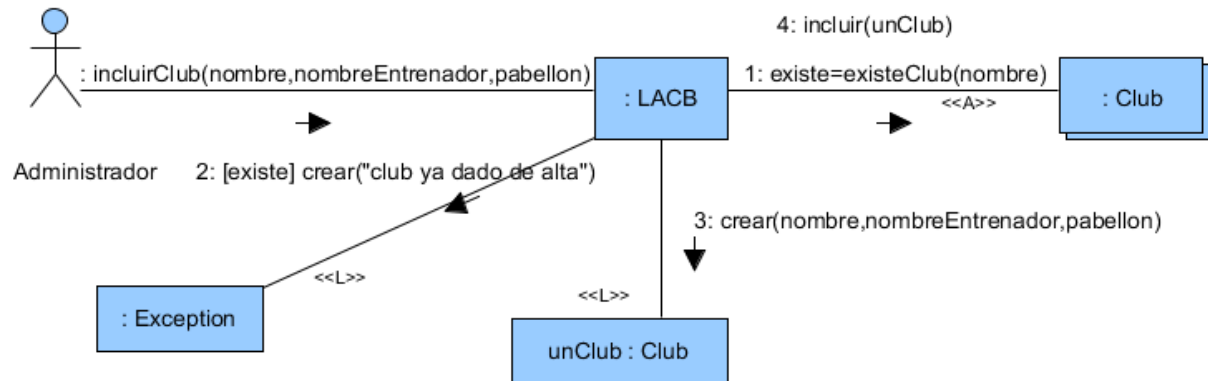 4: incluir(unClub)
: incluirClub(nombre,nombreEntrenador,pabellon)
: LACB
1: existe=existeClub(nombre)
<<A>>
: Club
Administrador
2: [existe] crear("club ya dado de alta")
3: crear(nombre,nombreEntrenador,pabellon)
<<L>>
<<L>>
: Exception
unClub : Club